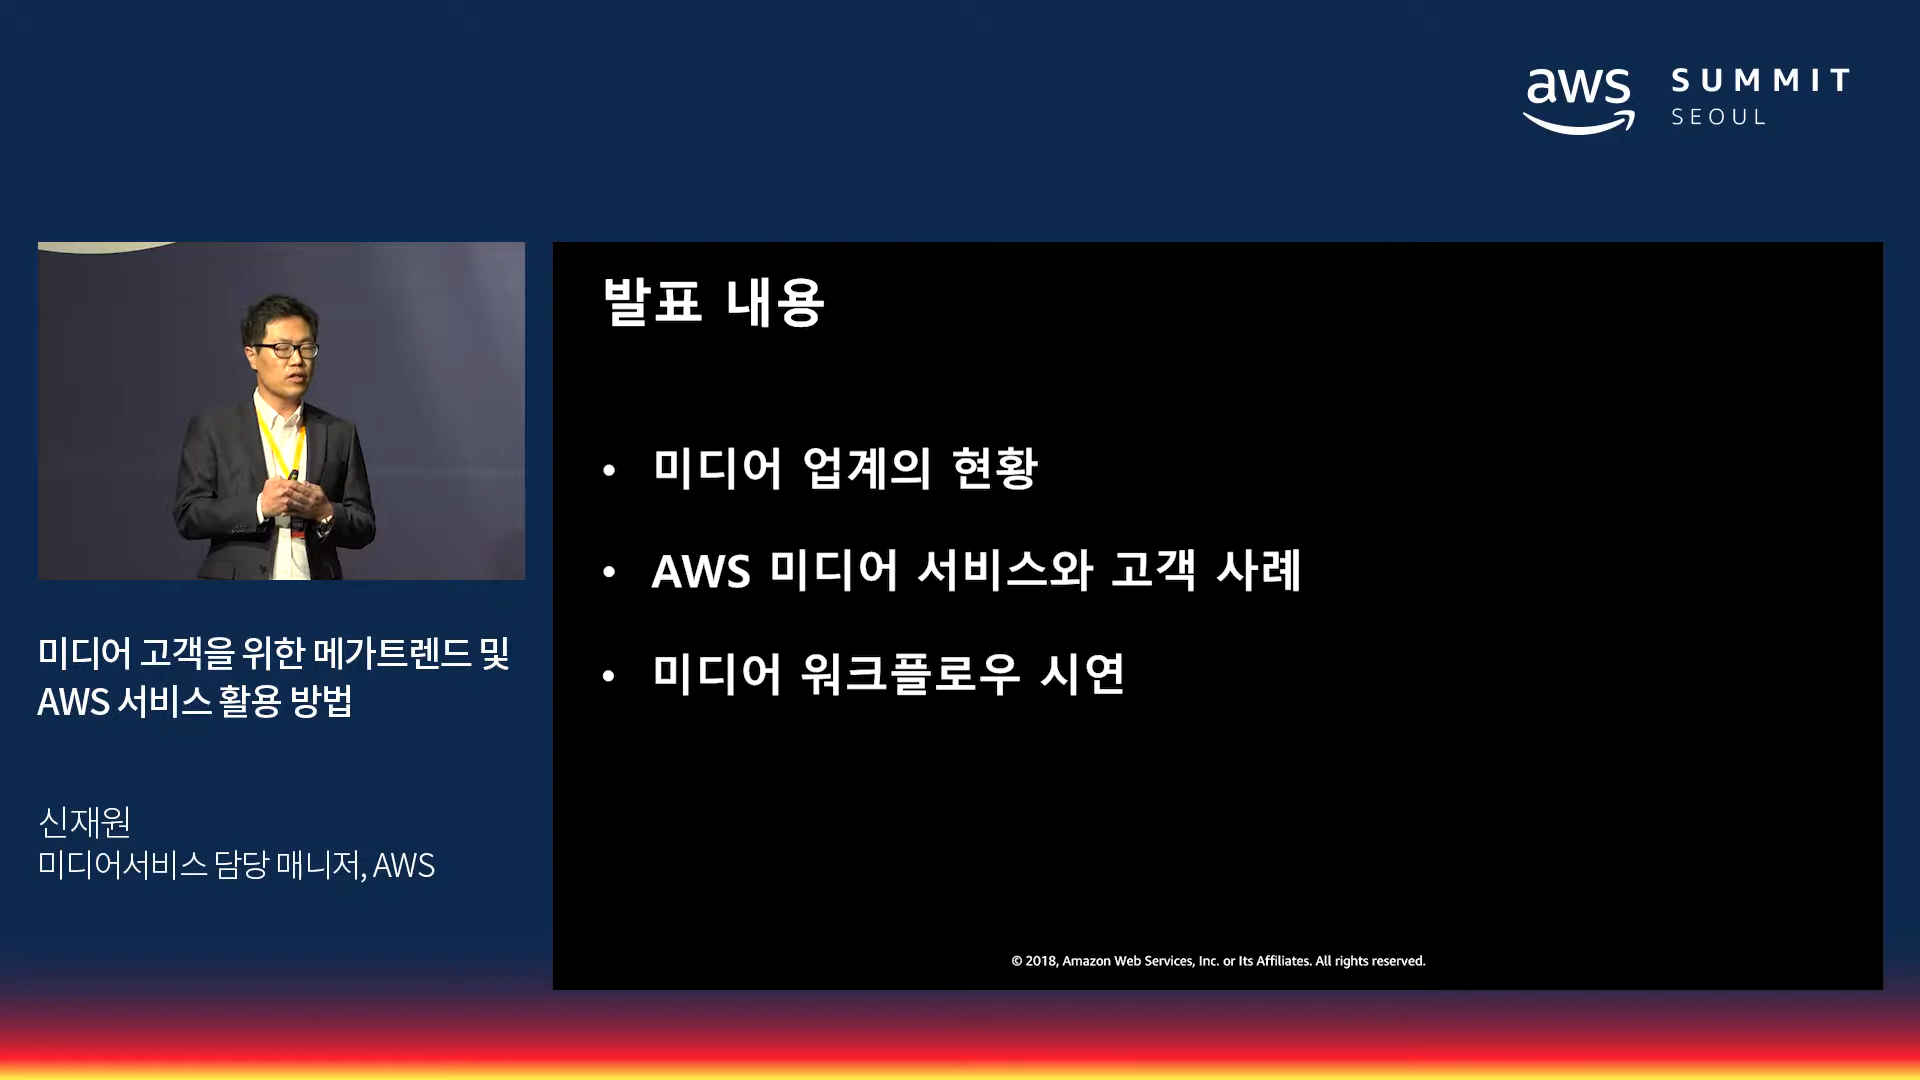 aws SUMMIT
SEOUL
발표 내용
• 미디어 업계의 현황
• AWS 미디어 서비스와 고객 사례
• 미디어 워크플로우 시연
© 2018, Amazon Web Services, Inc. or Its Affiliates. All rights reserved.
미디어 고객을 위한 메가트렌드 및
AWS 서비스 활용 방법
신재원
미디어서비스 담당 매니저, AWS